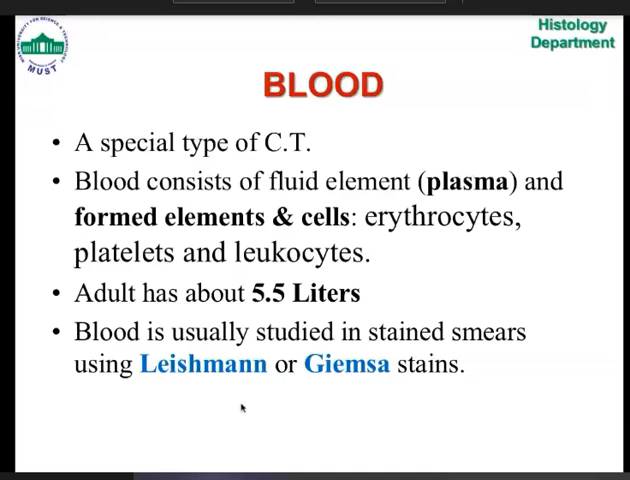 Histology
Department
MUST
BLOOD
• A special type of C.T.
• Blood consists of fluid element (plasma) and
formed elements & cells: erythrocytes,
platelets and leukocytes.
• Adult has about 5.5 Liters
• Blood is usually studied in stained smears
using Leishmann or Giemsa stains.